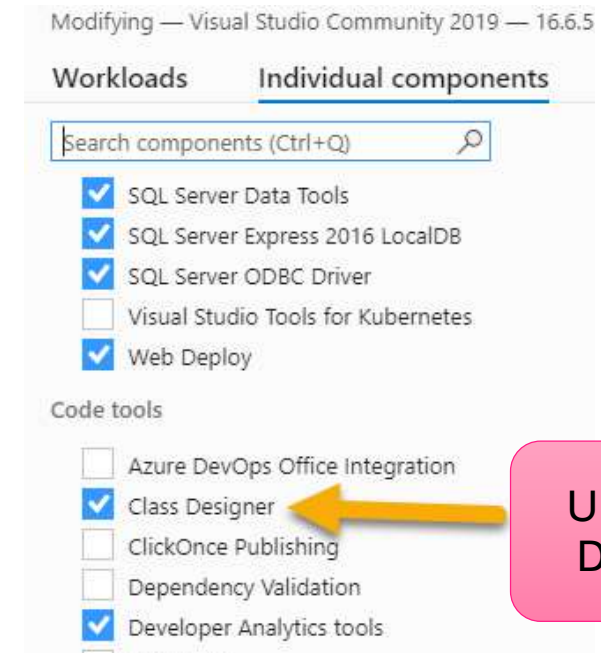 Modifying — Visual Studio Community 2019 — 16.6.5
Workloads Individual components
Search components (Ctrl+Q)
SQL Server Data Tools
SQL Server Express 2016 LocalDB
SQL Server ODBC Driver
Visual Studio Tools for Kubernetes
Web Deploy
Code tools
Azure DevOps Office Integration
Class Designer
ClickOnce Publishing
Dependency Validation
Developer Analytics tools
U
D